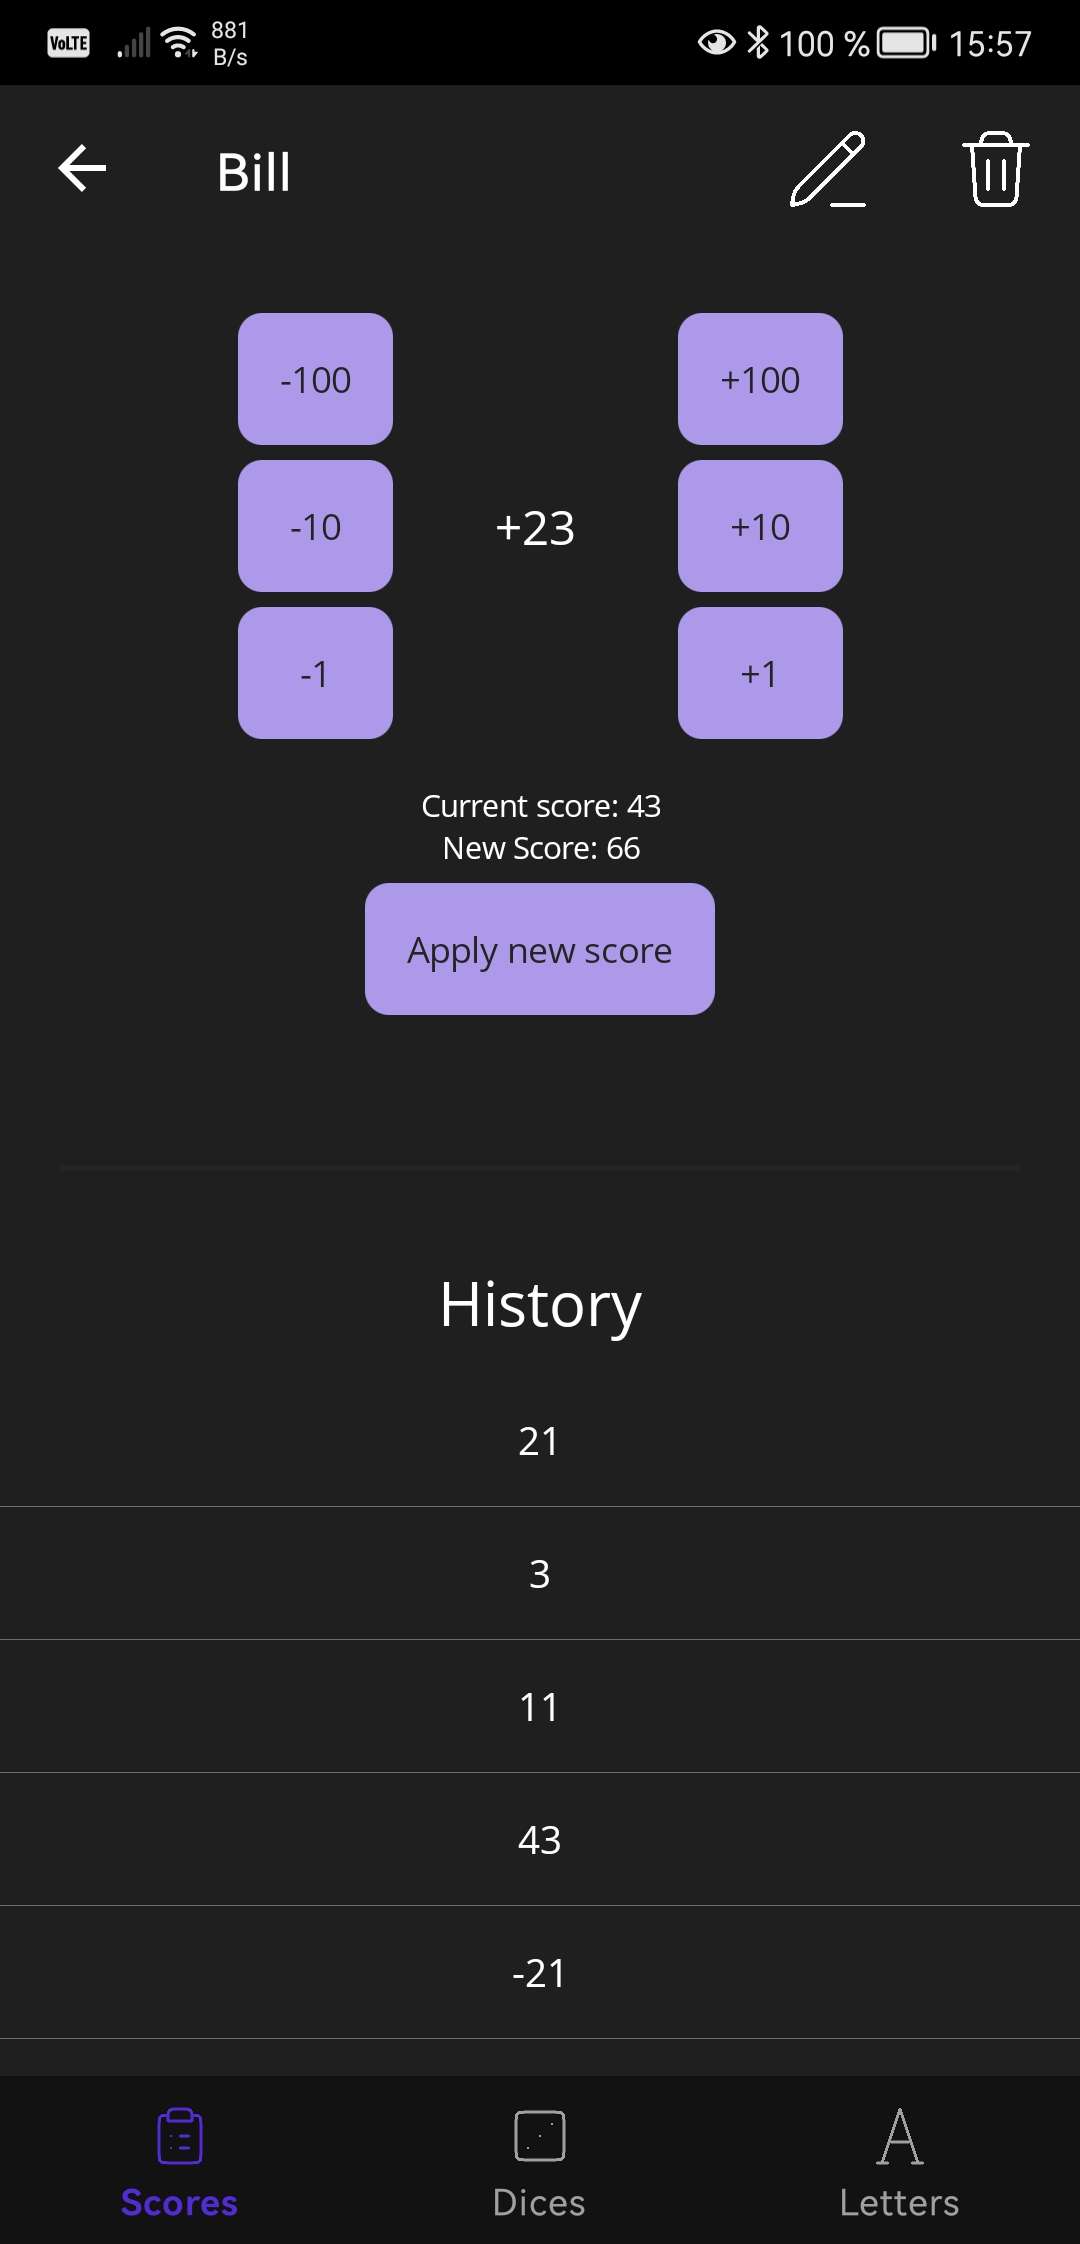 VoLTE 881 B/s 100 % 15:57
Bill
-100 +100
-10 +23 +10
-1 +1
Current score: 43
New Score: 66
Apply new score
History
21
3
11
43
-21
Scores Dices Letters